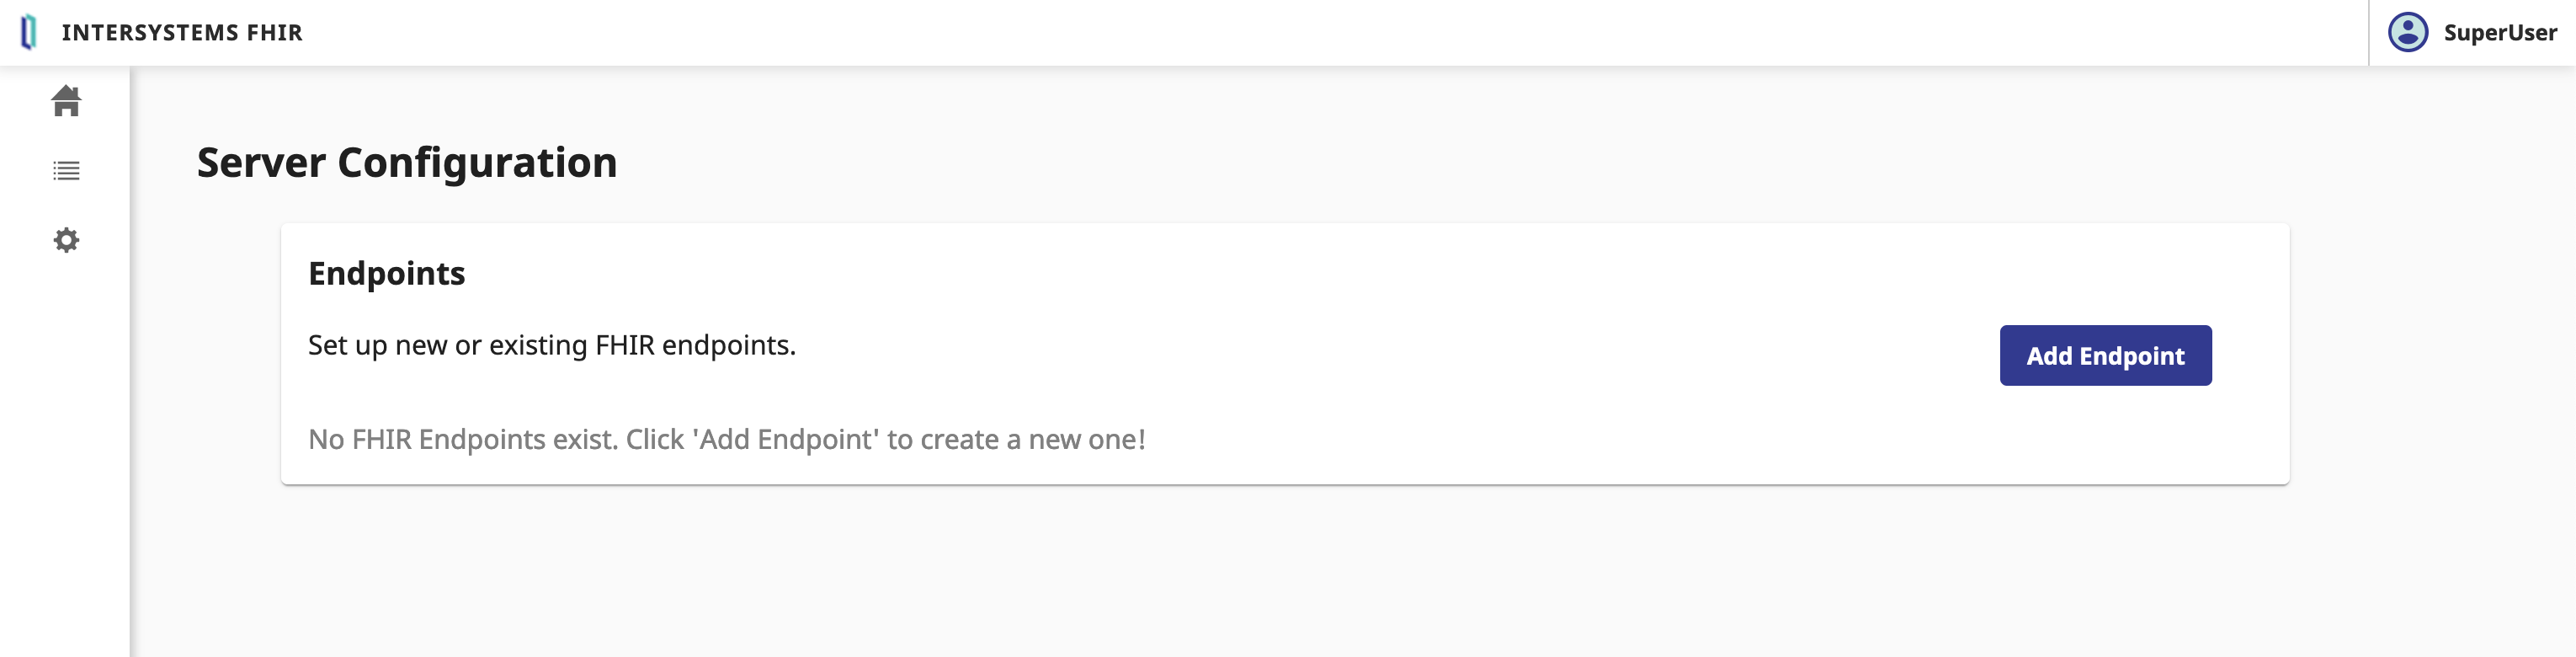 INTERSYSTEMS FHIR
SuperUser
Server Configuration
Endpoints
Set up new or existing FHIR endpoints.
Add Endpoint
No FHIR Endpoints exist. Click 'Add Endpoint' to create a new one!